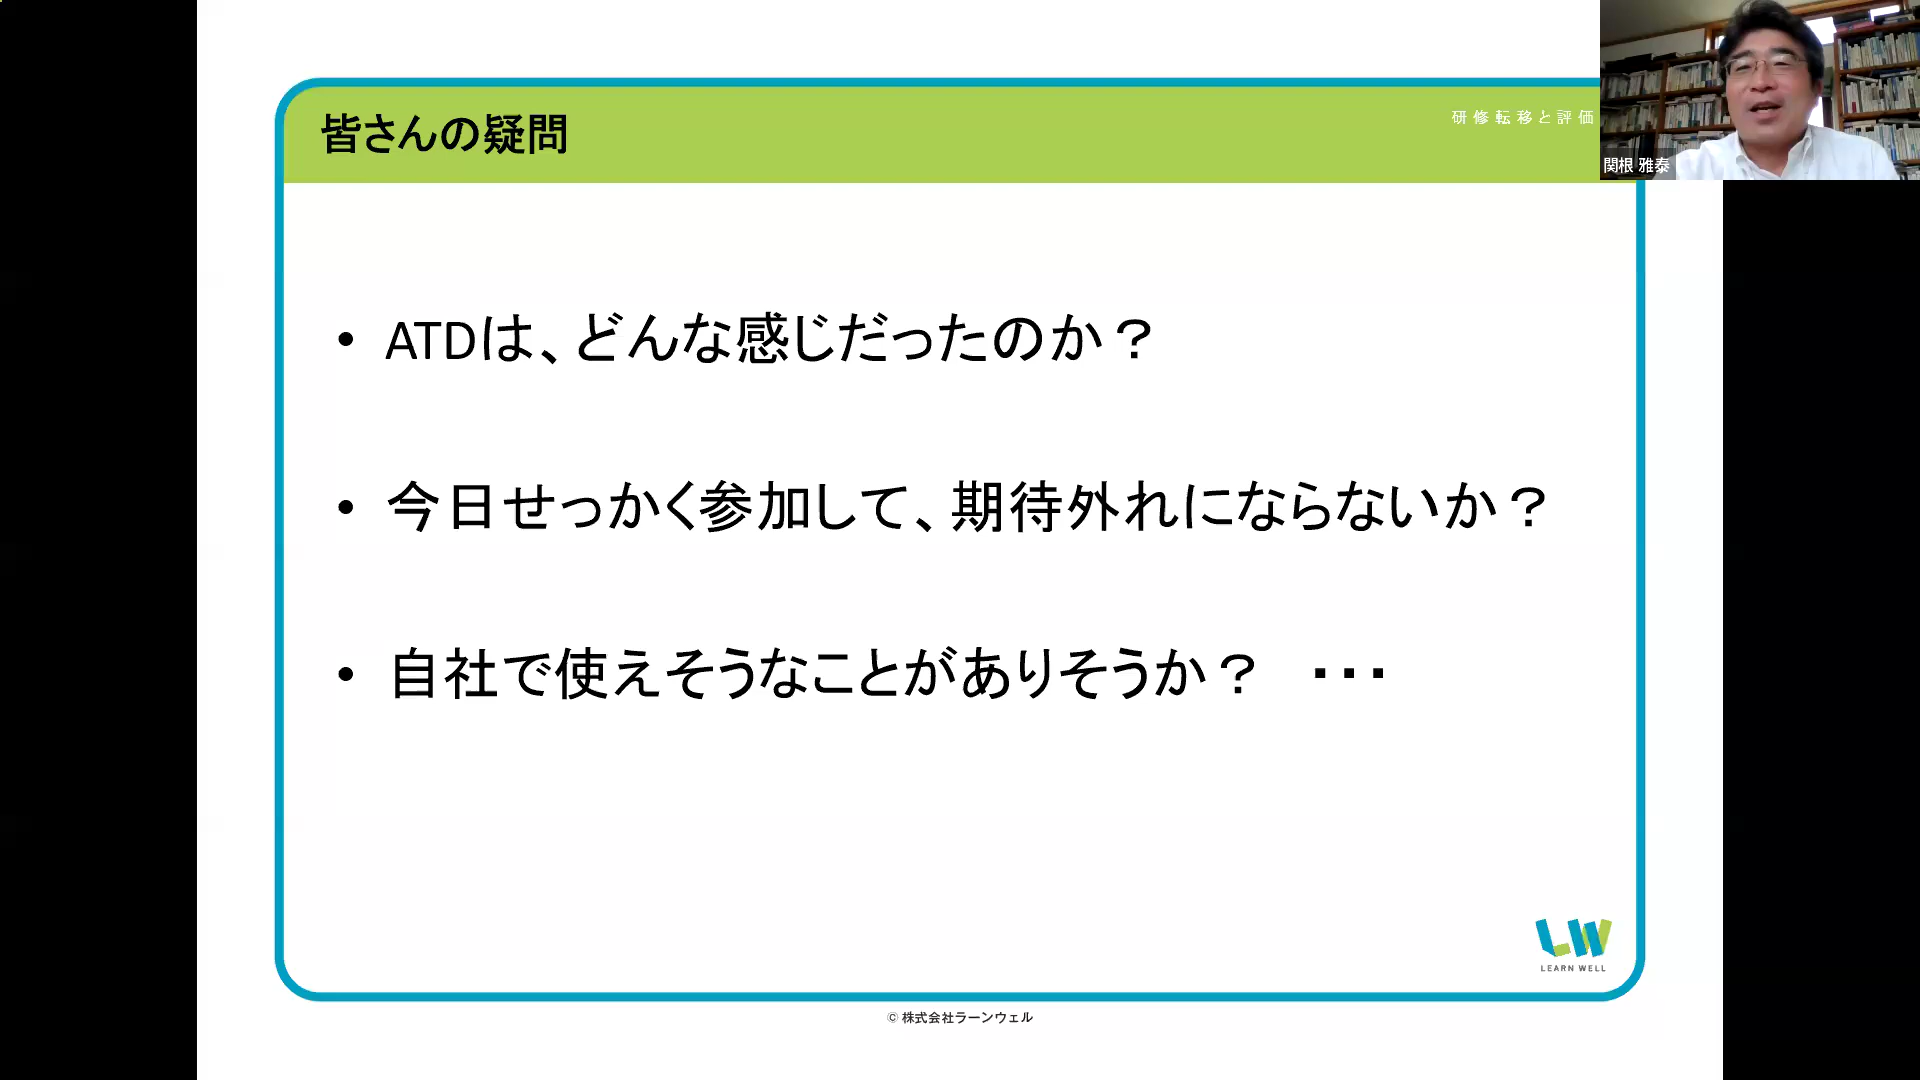 皆さんの疑問
研修転移と評価
関根 雅泰
• ATDは、どんな感じだったのか？
• 今日せっかく参加して、期待外れにならないか？
• 自社で使えそうなことがありそうか？　・・・
LW
LEARN WELL
© 株式会社ラーンウェル